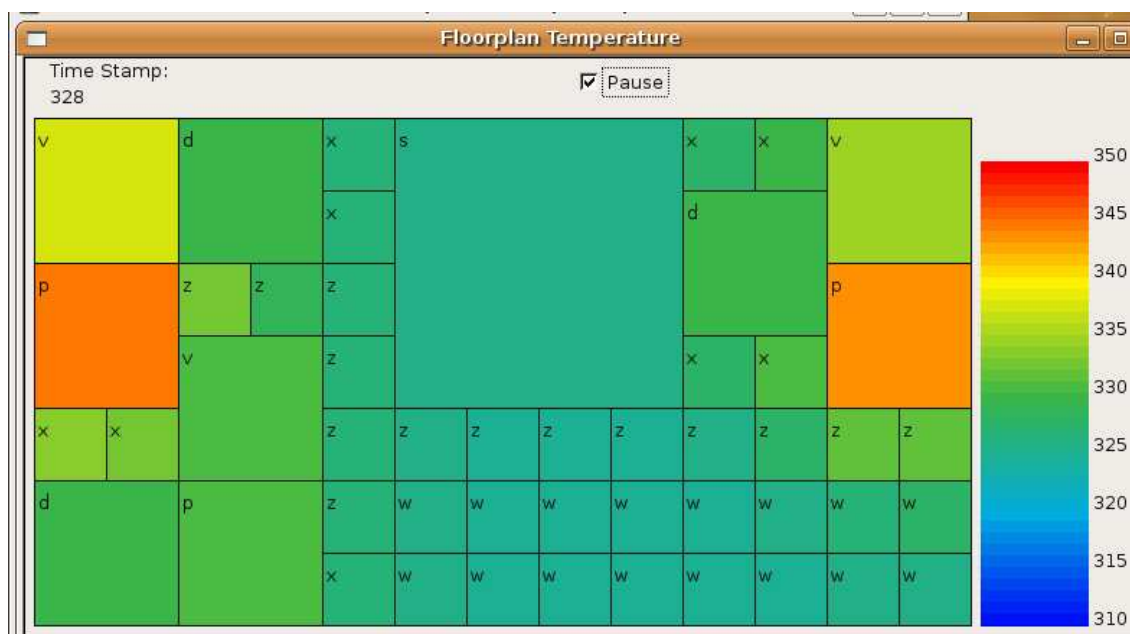 Floorplan Temperature
Time Stamp:
328
Pause
v d x s x x v
x d
p z z z p
v z x x
x x z z z z z z z z z
d p z w w w w w w w w
x w w w w w w w w
350
345
340
335
330
325
320
315
310